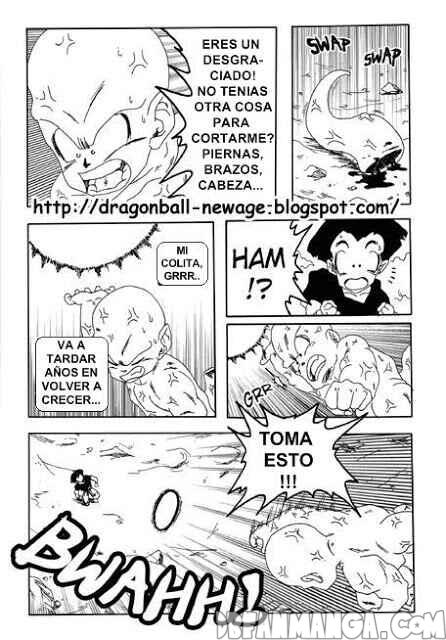 ERES UN
DESGRA-
CIADO!
NO TENIAS
OTRA COSA
PARA
CORTARME?
PIERNAS,
BRAZOS,
CABEZA...
SWAP
SWAP
http://dragonball-newage.blogspot.com/
MI
COLITA,
GRRR..
VA A
TARDAR
AÑOS EN
VOLVER A
CRECER...
HAM
!?
GRR...
TOMA
ESTO
!!!
BWAHH!
ESPANMANGA.COM